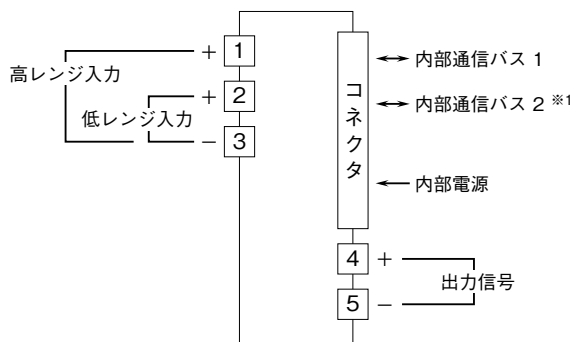 高レンジ入力
低レンジ入力
+ 1
+ 2
− 3
コネクタ
内部通信バス 1
内部通信バス 2 ※1
内部電源
4 +
5 −
出力信号